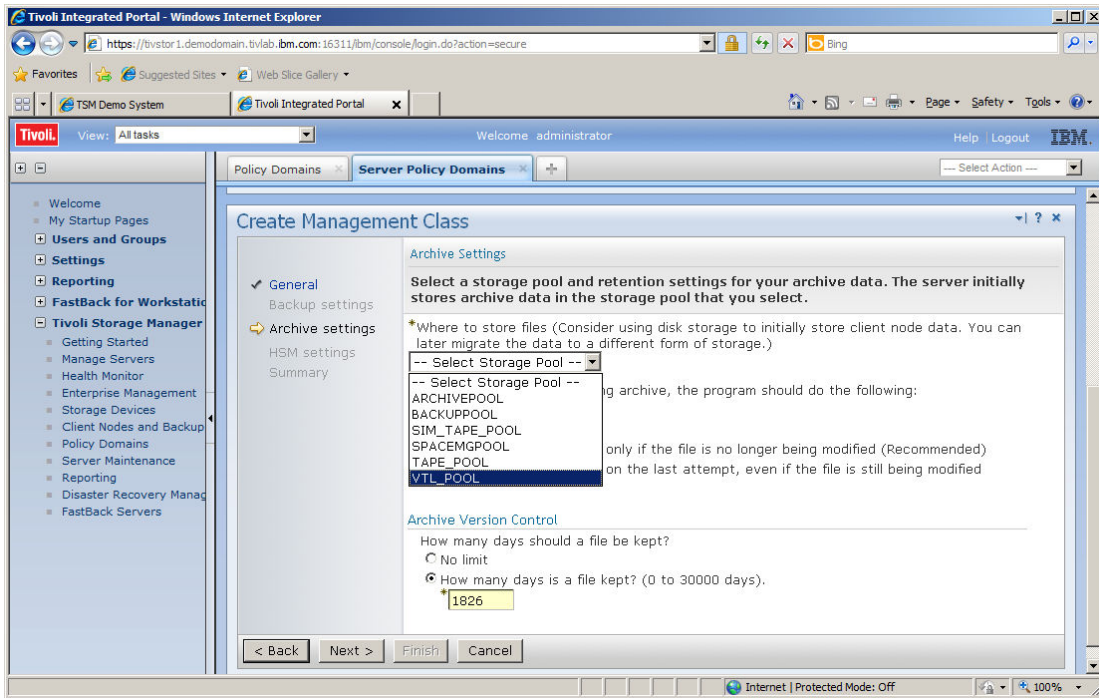 Tivoli Integrated Portal - Windows Internet Explorer
https://tivstor1.demodomain.tivlab.ibm.com:16311/ibm/console/login.do?action=secure
Bing
Favorites
Suggested Sites
Web Slice Gallery
TSM Demo System
Tivoli Integrated Portal
Page
Safety
Tools
Tivoli.
View:
All tasks
Welcome administrator
Help
Logout
IBM.
Policy Domains
Server Policy Domains
--- Select Action ---
Welcome
My Startup Pages
Users and Groups
Settings
Reporting
FastBack for Workstatio
Tivoli Storage Manager
Getting Started
Manage Servers
Health Monitor
Enterprise Management
Storage Devices
Client Nodes and Backup
Policy Domains
Server Maintenance
Reporting
Disaster Recovery Manag
FastBack Servers
Create Management Class
General
Backup settings
Archive settings
HSM settings
Summary
Archive Settings
Select a storage pool and retention settings for your archive data. The server initially
stores archive data in the storage pool that you select.
*Where to store files (Consider using disk storage to initially store client node data. You can
later migrate the data to a different form of storage.)
-- Select Storage Pool --
-- Select Storage Pool --
ARCHIVEPOOL
BACKUPPOOL
SIM_TAPE_POOL
SPACEMGPOOL
TAPE_POOL
VTL_POOL
ng archive, the program should do the following:
only if the file is no longer being modified (Recommended)
on the last attempt, even if the file is still being modified
Archive Version Control
How many days should a file be kept?
No limit
How many days is a file kept? (0 to 30000 days).
*1826
< Back
Next >
Finish
Cancel
Internet | Protected Mode: Off
100%